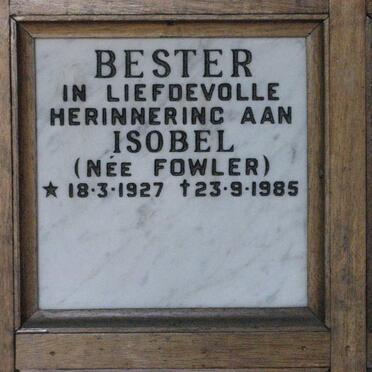 BESTER
IN LIEFDEVOLLE
HERINNERING AAN
ISOBEL
(NÉE FOWLER)
★ 18·3·1927 ✝23·9·1985